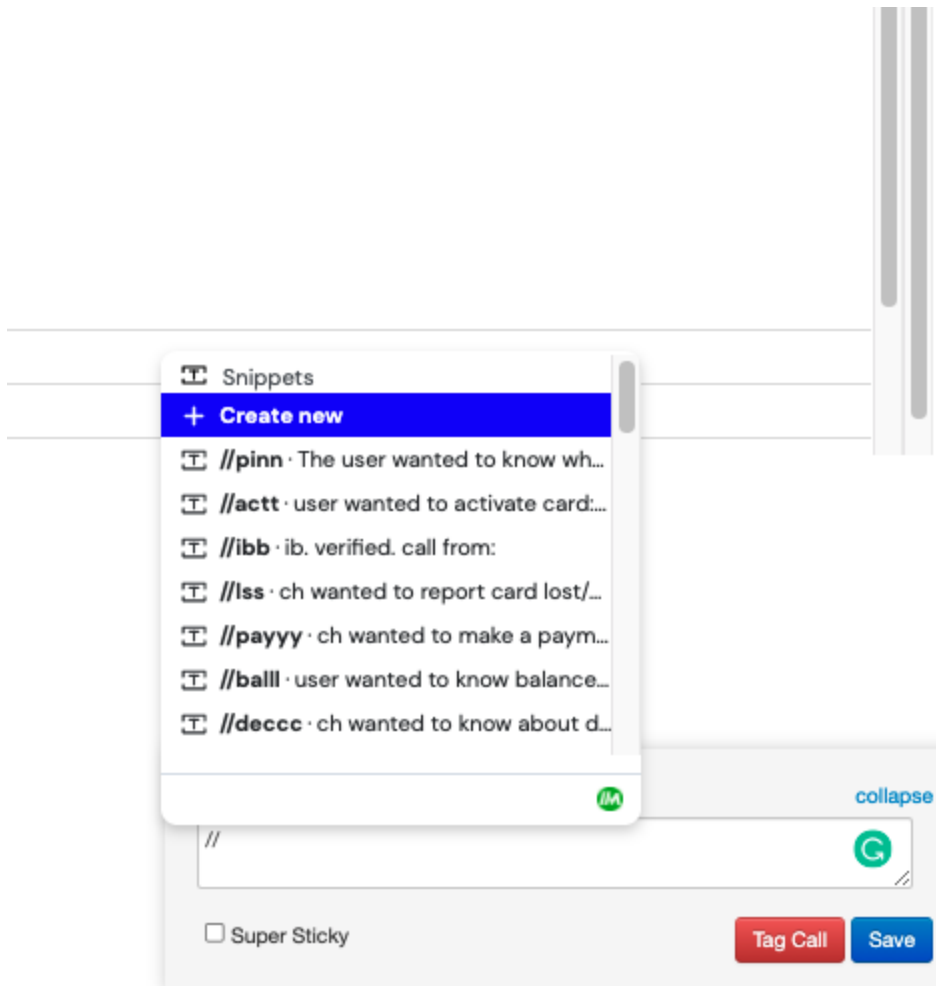 Snippets
+ Create new
//pinn · The user wanted to know wh...
//actt · user wanted to activate card:...
//ibb · ib. verified. call from:
//lss · ch wanted to report card lost/...
//payyy · ch wanted to make a paym...
//balll · user wanted to know balance...
//deccc · ch wanted to know about d...
collapse
//
Super Sticky
Tag Call
Save